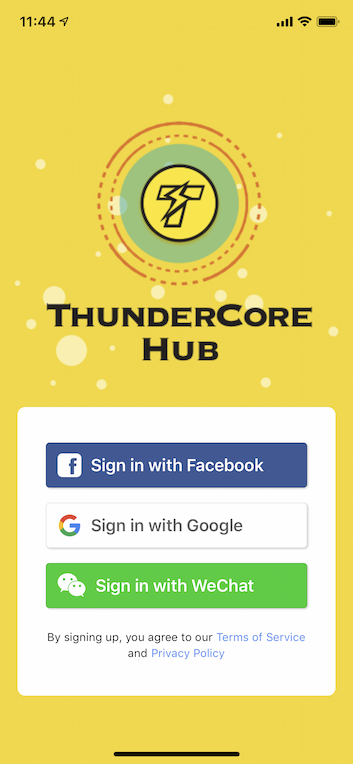 11:44
THUNDERCORE
HUB
Sign in with Facebook
Sign in with Google
Sign in with WeChat
By signing up, you agree to our Terms of Service
and Privacy Policy